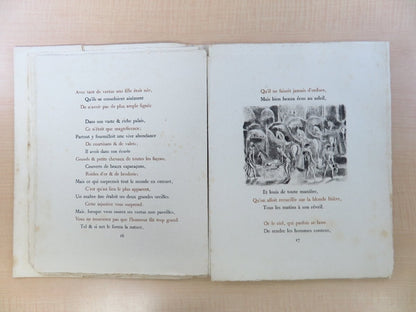 Avec tant de vertus une fille était née,
Qu'ils se consolaient aisément
De n'avoir pas de plus ample lignée
Dans son vaste & riche palais,
Ce n'était que magnificence;
Partout y fourmillait une vive abondance
De courtisans & de valets;
Il avait dans son écurie
Grands & petits chevaux de toutes les façons,
Couverts de beaux caparaçons,
Roides d'or & de broderie;
Mais ce qui surprenait tout le monde en entrant,
C'est qu'au lieu le plus apparent,
Un maître âne étalait ses deux grandes oreilles
Cette injustice vous surprend,
Mais, lorsque vous saurez ses vertus non pareilles,
Vous ne trouverez pas que l'honneur fût trop grand.
Tel & si net le forma la nature,
16
Qu'il ne faisait jamais d'ordure,
Mais bien beaux écus au soleil,
Et louis de toute manière,
Qu'on allait recueillir sur la blonde litière,
Tous les matins à son réveil.
Or le ciel, qui parfois se lasse
De rendre les hommes contents,
17